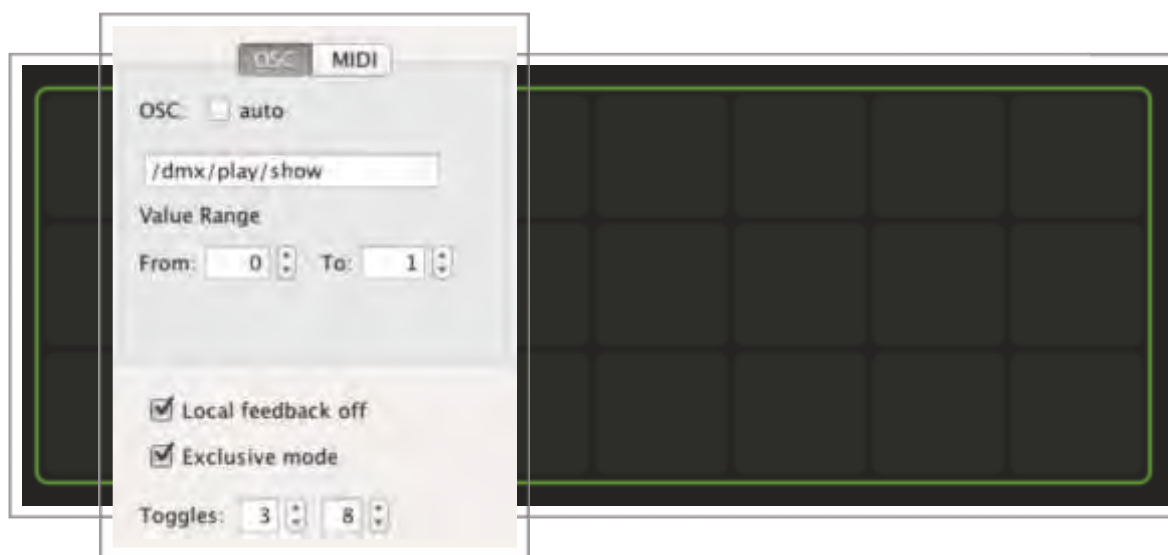 OSC MIDI
OSC: auto
/dmx/play/show
Value Range
From: 0 To: 1
Local feedback off
Exclusive mode
Toggles: 3 8